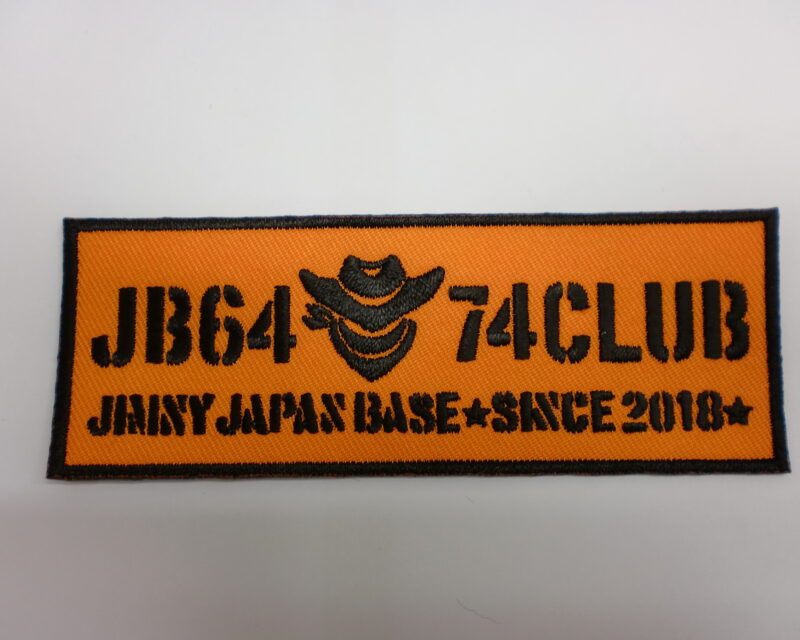 JB64 74CLUB
JIMNY JAPAN BASE★SINCE 2018★